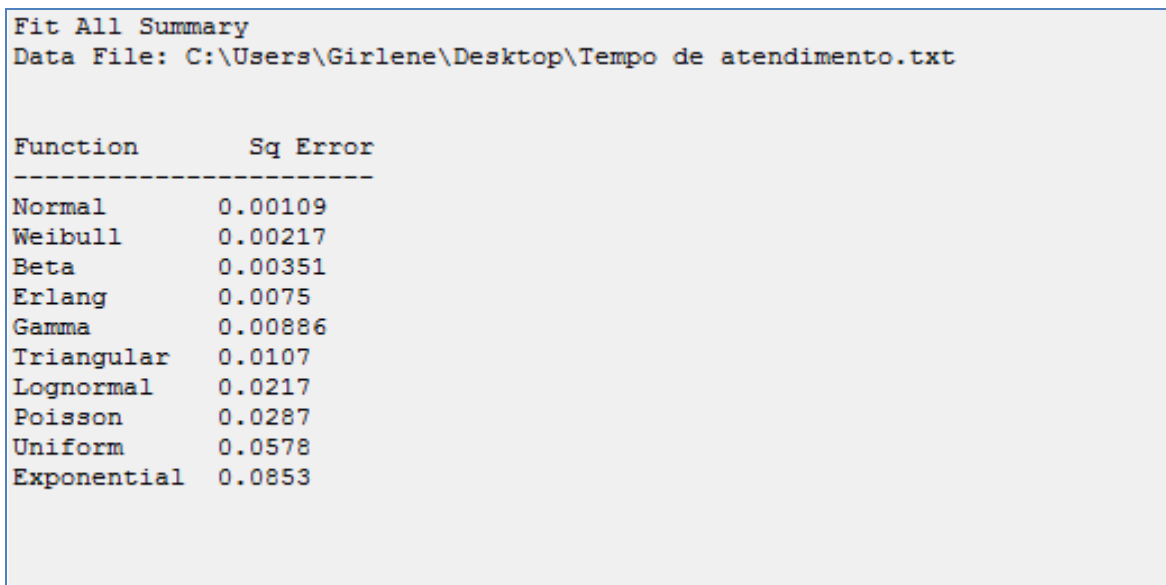 Fit All Summary
Data File: C:\Users\Girlene\Desktop\Tempo de atendimento.txt
Function Sq Error
-----------------------
Normal 0.00109
Weibull 0.00217
Beta 0.00351
Erlang 0.0075
Gamma 0.00886
Triangular 0.0107
Lognormal 0.0217
Poisson 0.0287
Uniform 0.0578
Exponential 0.0853